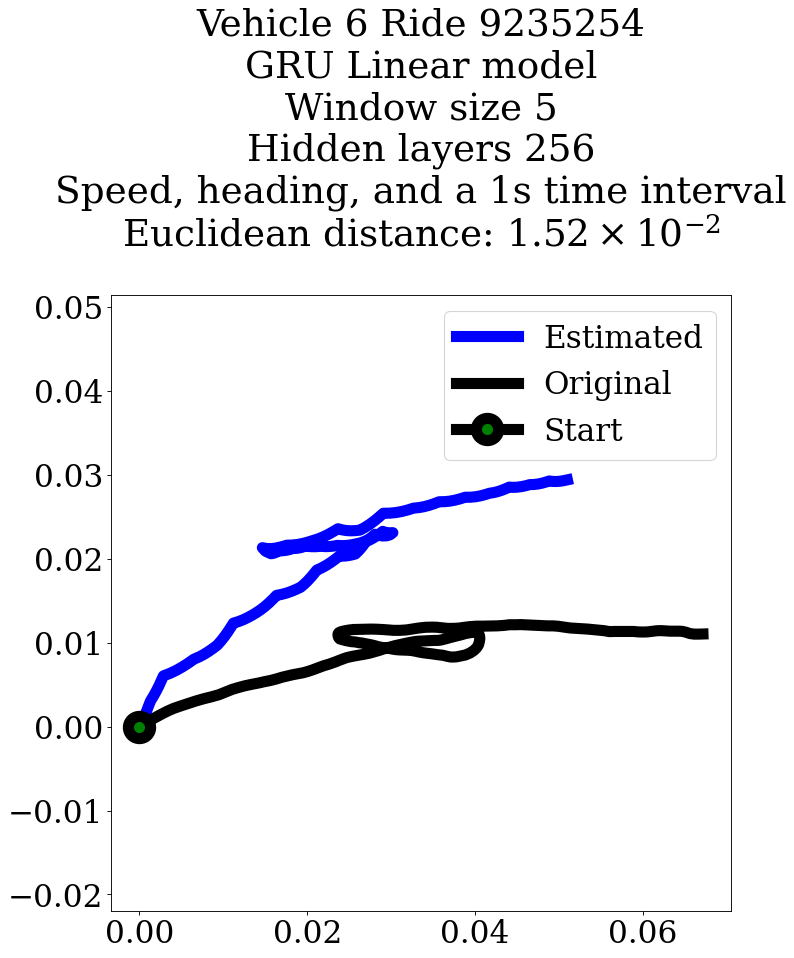 Vehicle 6 Ride 9235254
GRU Linear model
Window size 5
Hidden layers 256
Speed, heading, and a 1s time interval
Euclidean distance: 1.52 × 10⁻²
0.05
0.04
0.03
0.02
0.01
0.00
−0.01
−0.02
Estimated
Original
Start
0.00 0.02 0.04 0.06